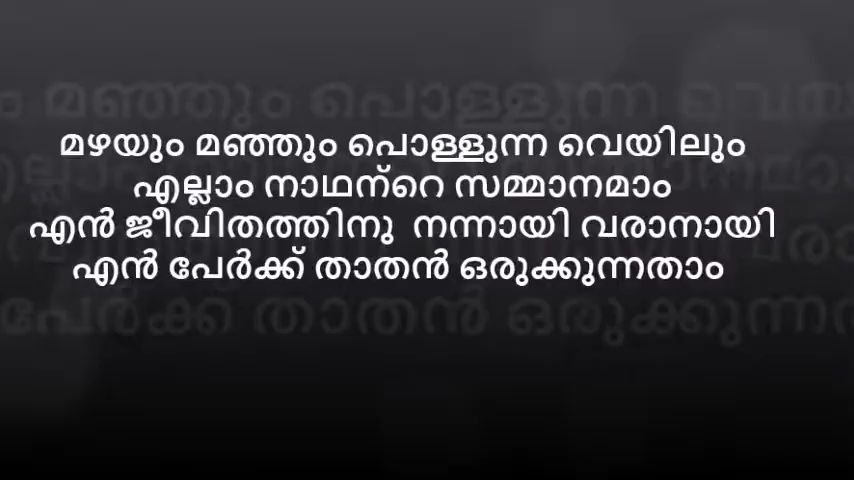 മഴയും മഞ്ഞും പൊള്ളുന്ന വെയിലും
എല്ലാം നാഥന്റെ സമ്മാനമാം
എൻ ജീവിതത്തിനു നന്നായി വരാനായി
എൻ പേർക്ക് താതൻ ഒരുക്കുന്നതാം